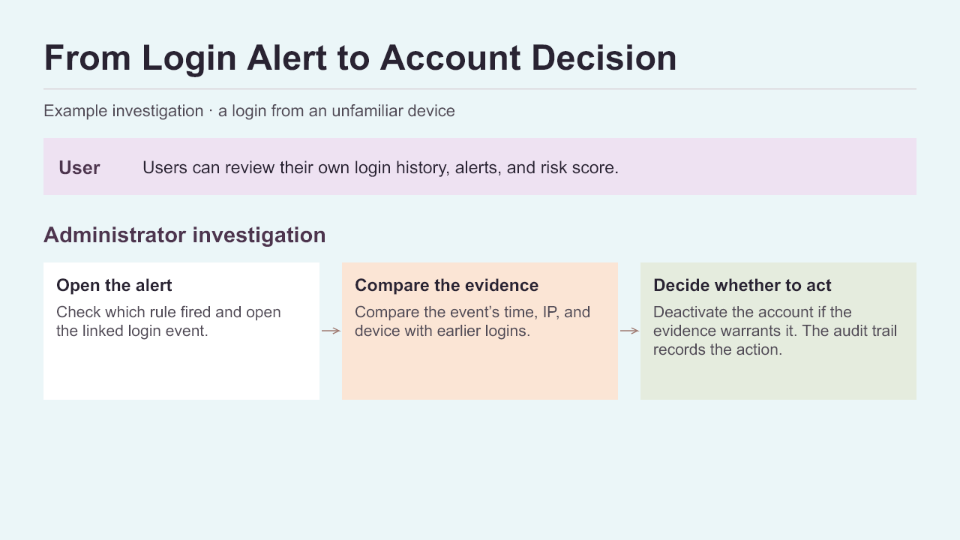 From Login Alert to Account Decision
Example investigation · a login from an unfamiliar device
User
Users can review their own login history, alerts, and risk score.
Administrator investigation
Open the alert
Check which rule fired and open
the linked login event.
→
Compare the evidence
Compare the event’s time, IP, and
device with earlier logins.
→
Decide whether to act
Deactivate the account if the
evidence warrants it. The audit trail
records the action.